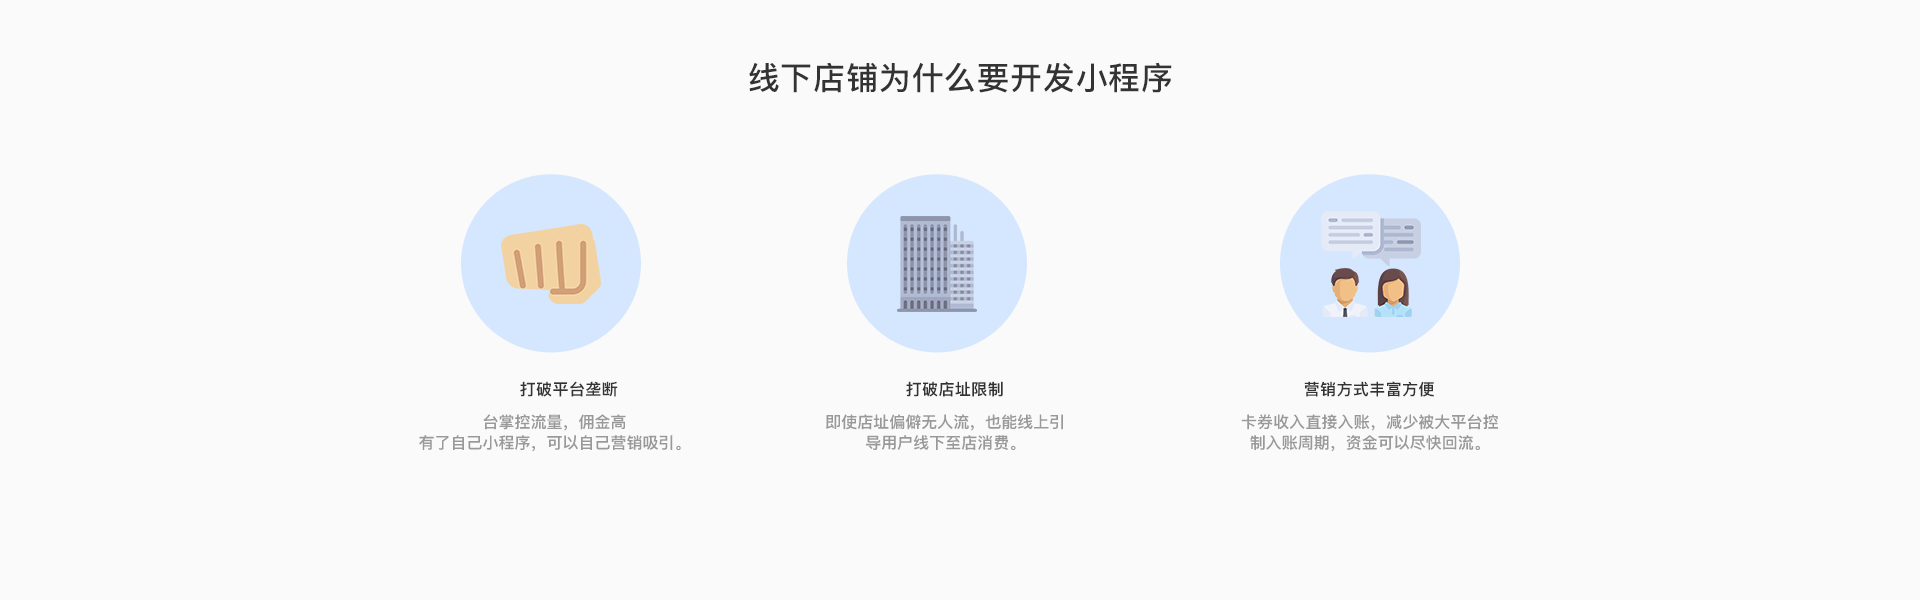 线下店铺为什么要开发小程序
打破平台垄断
台掌控流量，佣金高
有了自己小程序，可以自己营销吸引。
打破店址限制
即使店址偏僻无人流，也能线上引
导用户线下至店消费。
营销方式丰富方便
卡券收入直接入账，减少被大平台控
制入账周期，资金可以尽快回流。